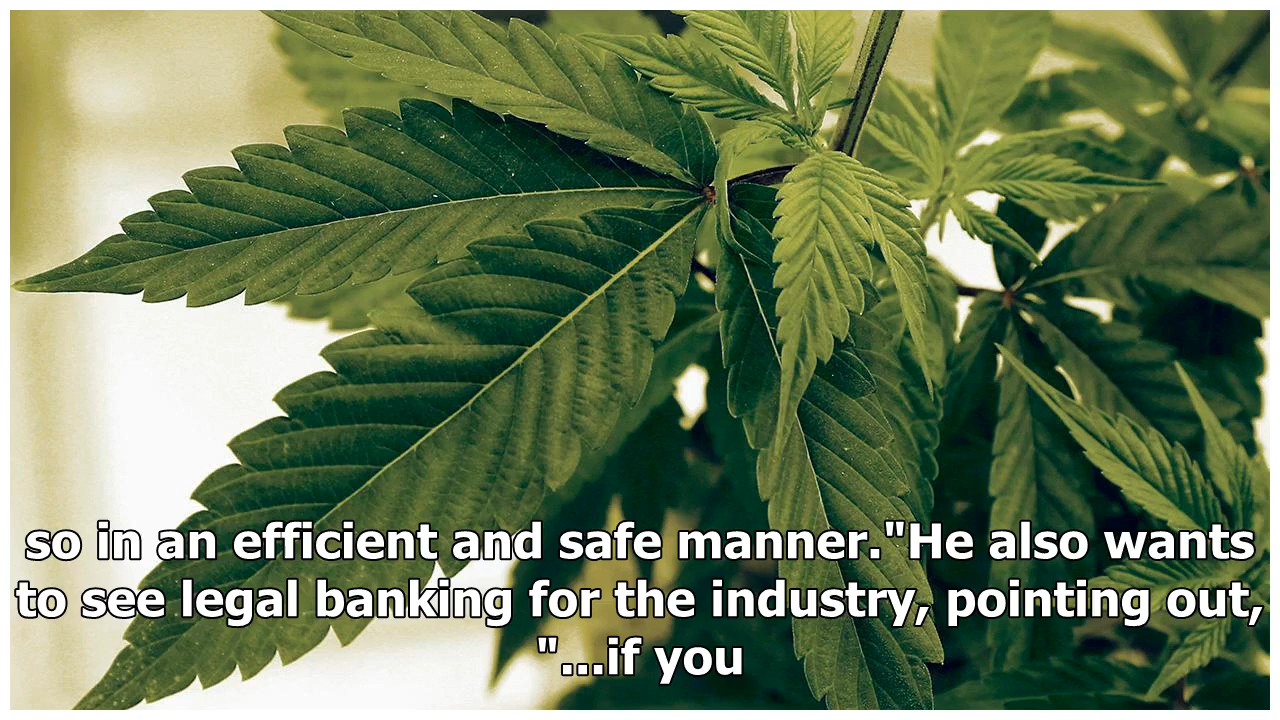 so in an efficient and safe manner."He also wants
to see legal banking for the industry, pointing out,
"...if you